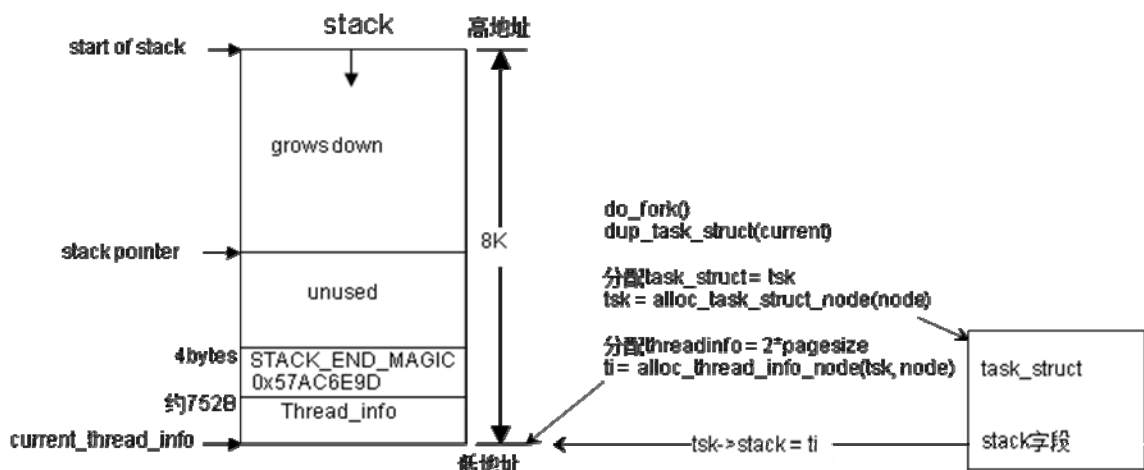 stack
高地址
start of stack
grows down
8K
stack pointer
unused
4bytes
STACK_END_MAGIC
0x57AC6E9D
约752B
Thread_info
current_thread_info
低地址
do_fork()
dup_task_struct(current)
分配task_struct = tsk
tsk = alloc_task_struct_node(node)
分配threadinfo = 2*pagesize
ti = alloc_thread_info_node(tsk, node)
tsk->stack = ti
task_struct
stack字段